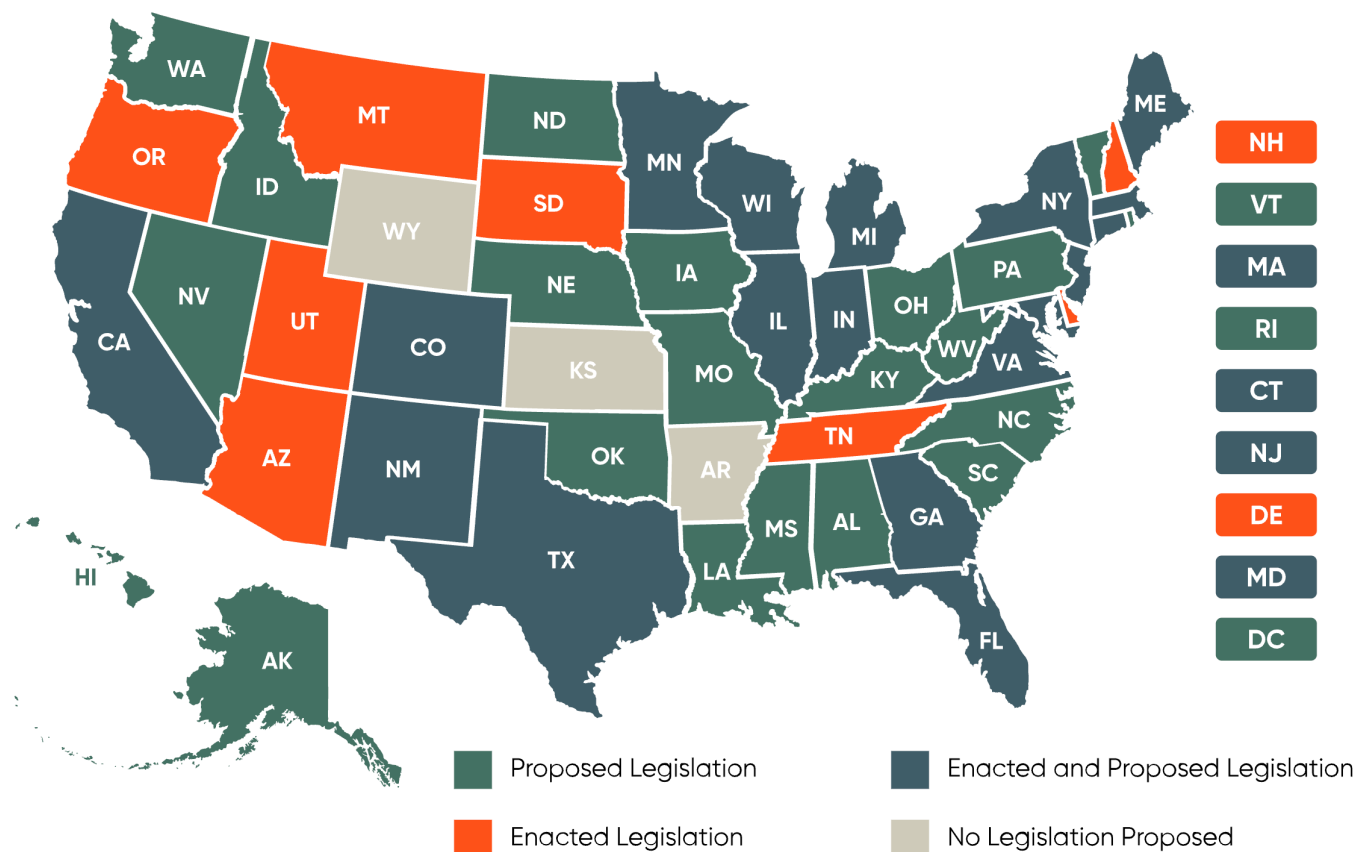 WA
OR
MT
ID
ND
MN
WI
MI
ME
NY
SD
WY
NV
UT
CA
AZ
CO
NM
NE
KS
OK
TX
IA
MO
AR
LA
IL
IN
OH
PA
WV
VA
KY
TN
NC
SC
MS
AL
GA
FL
HI
AK
NH
VT
MA
RI
CT
NJ
DE
MD
DC
Proposed Legislation
Enacted and Proposed Legislation
Enacted Legislation
No Legislation Proposed